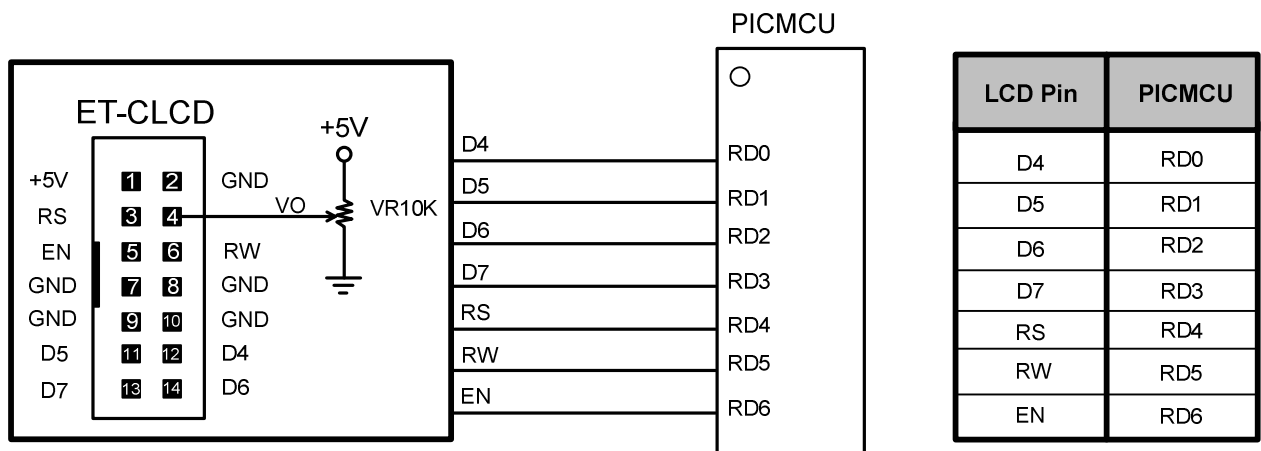 PICMCU
ET-CLCD
+5V
+5V 1 2 GND
RS 3 4 VO VR10K
EN 5 6 RW
GND 7 8 GND
GND 9 10 GND
D5 11 12 D4
D7 13 14 D6
D4 RD0
D5 RD1
D6 RD2
D7 RD3
RS RD4
RW RD5
EN RD6
LCD Pin PICMCU
D4 RD0
D5 RD1
D6 RD2
D7 RD3
RS RD4
RW RD5
EN RD6